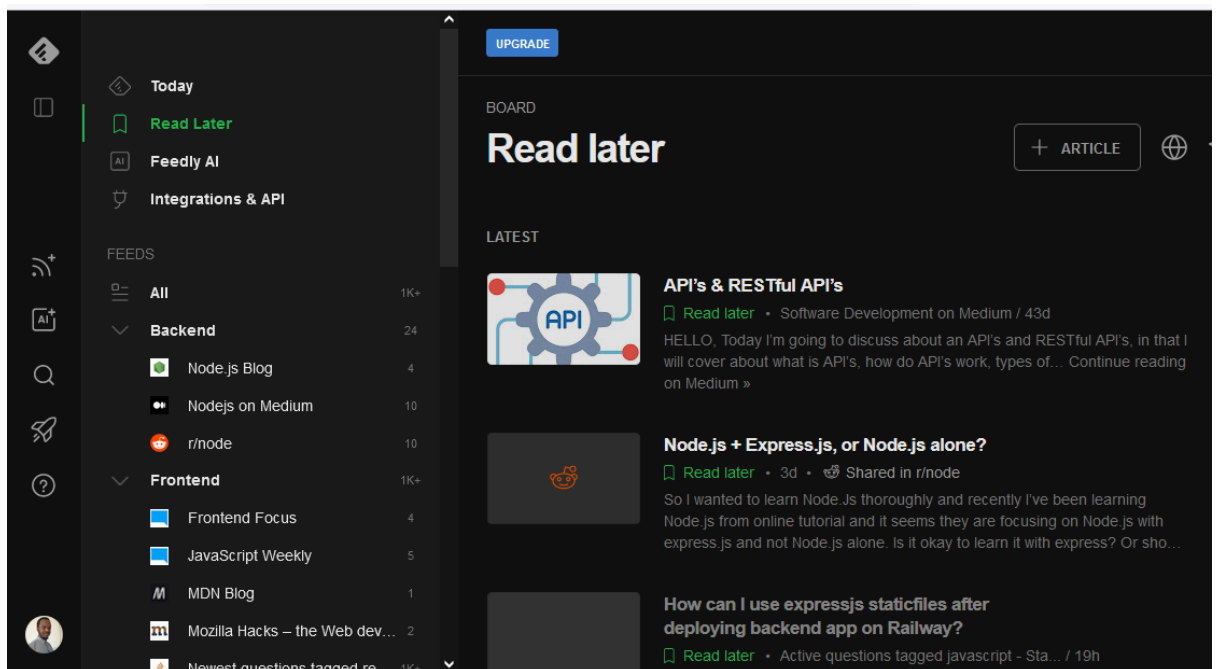 UPGRADE
Today
Read Later
AI Feedly AI
Integrations & API
FEEDS
All 1K+
Backend 24
Node.js Blog 4
Nodejs on Medium 10
r/node 10
Frontend 1K+
Frontend Focus 4
JavaScript Weekly 5
M MDN Blog 1
m Mozilla Hacks – the Web dev... 2
Newest questions tagged re... 1K+
AI+
BOARD
Read later
+ ARTICLE
LATEST
API
API's & RESTful API's
Read later • Software Development on Medium / 43d
HELLO, Today I'm going to discuss about an API's and RESTful API's, in that I
will cover about what is API's, how do API's work, types of… Continue reading
on Medium »
Node.js + Express.js, or Node.js alone?
Read later • 3d • Shared in r/node
So I wanted to learn Node.Js thoroughly and recently I've been learning
Node.js from online tutorial and it seems they are focusing on Node.js with
express.js and not Node.js alone. Is it okay to learn it with express? Or sho…
How can I use expressjs staticfiles after
deploying backend app on Railway?
Read later • Active questions tagged javascript - Sta... / 19h